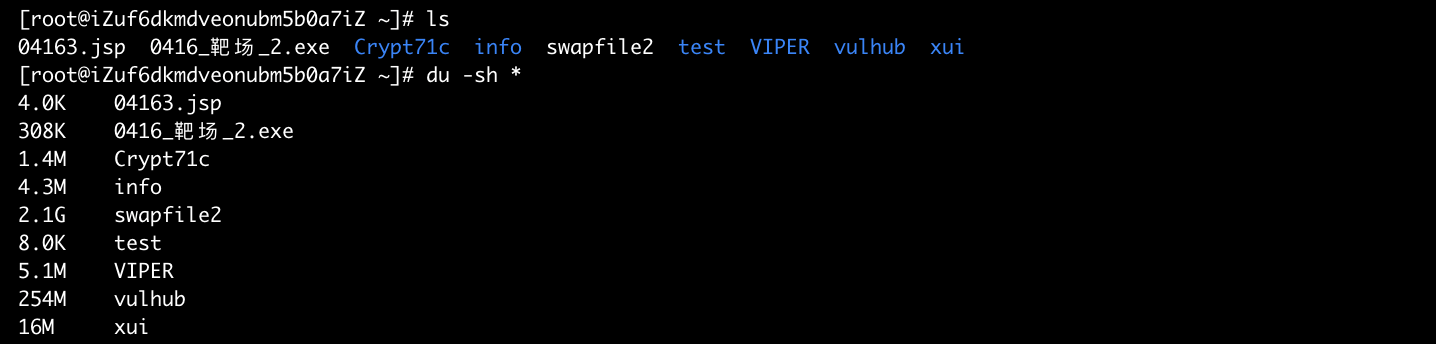 [root@iZuf6dkmdveonubm5b0a7iZ ~]# ls
04163.jsp  0416_靶场_2.exe  Crypt71c  info  swapfile2  test  VIPER  vulhub  xui
[root@iZuf6dkmdveonubm5b0a7iZ ~]# du -sh *
4.0K    04163.jsp
308K    0416_靶场_2.exe
1.4M    Crypt71c
4.3M    info
2.1G    swapfile2
8.0K    test
5.1M    VIPER
254M    vulhub
16M     xui